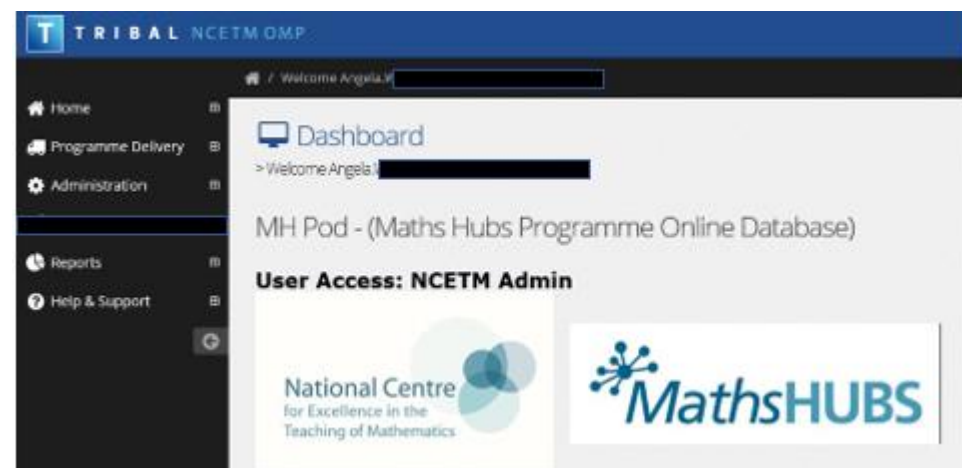 T TRIBAL NCETM OMP
/ Welcome Angela.
Home
Programme Delivery
Administration
Reports
Help & Support
Dashboard
> Welcome Angela.
MH Pod - (Maths Hubs Programme Online Database)
User Access: NCETM Admin
National Centre
for Excellence in the
Teaching of Mathematics
MathsHUBS